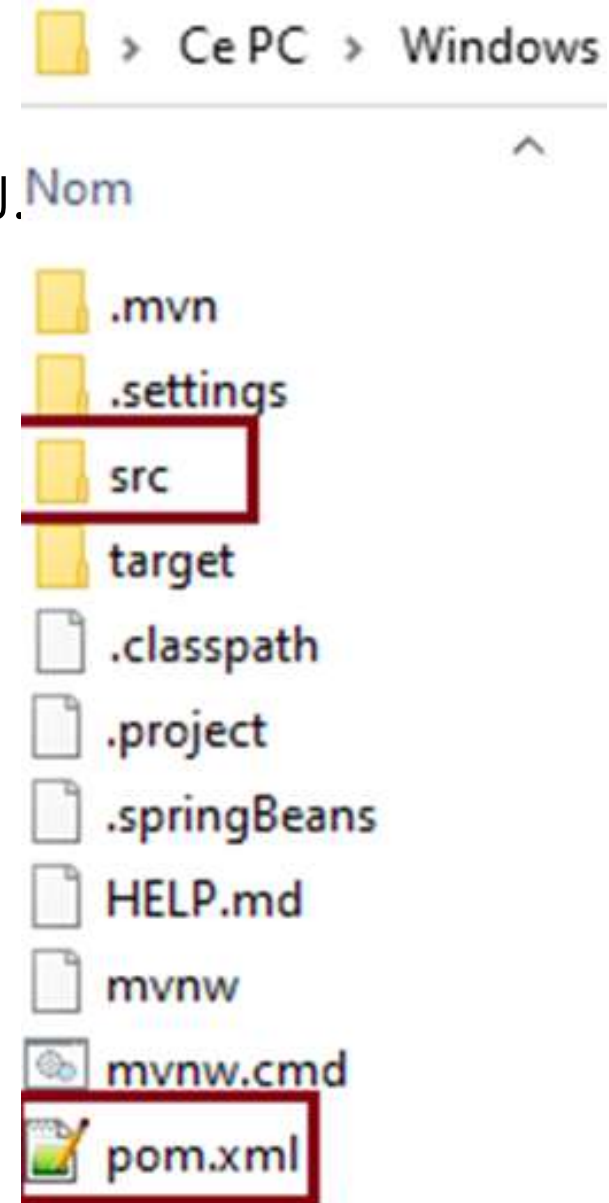 > Ce PC > Windows
Nom
.mvn
.settings
src
target
.classpath
.project
.springBeans
HELP.md
mvnw
mvnw.cmd
pom.xml